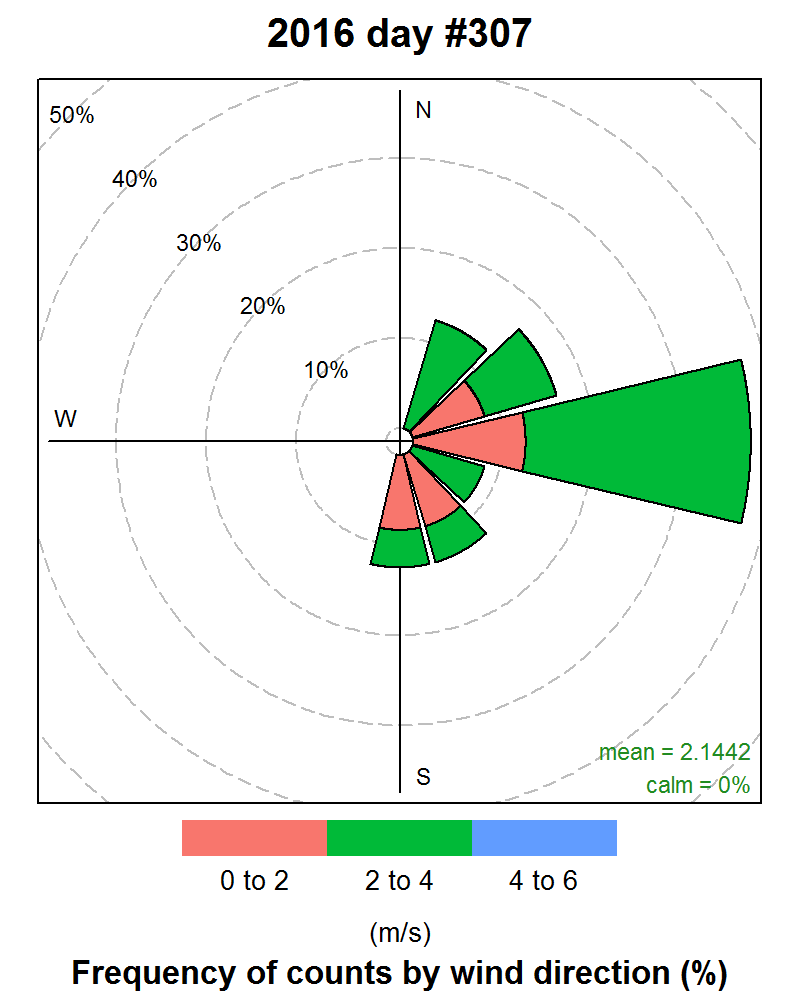 2016 day #307
50%
N
40%
30%
20%
10%
W
mean = 2.1442
S
calm = 0%
0 to 2 2 to 4 4 to 6
(m/s)
Frequency of counts by wind direction (%)